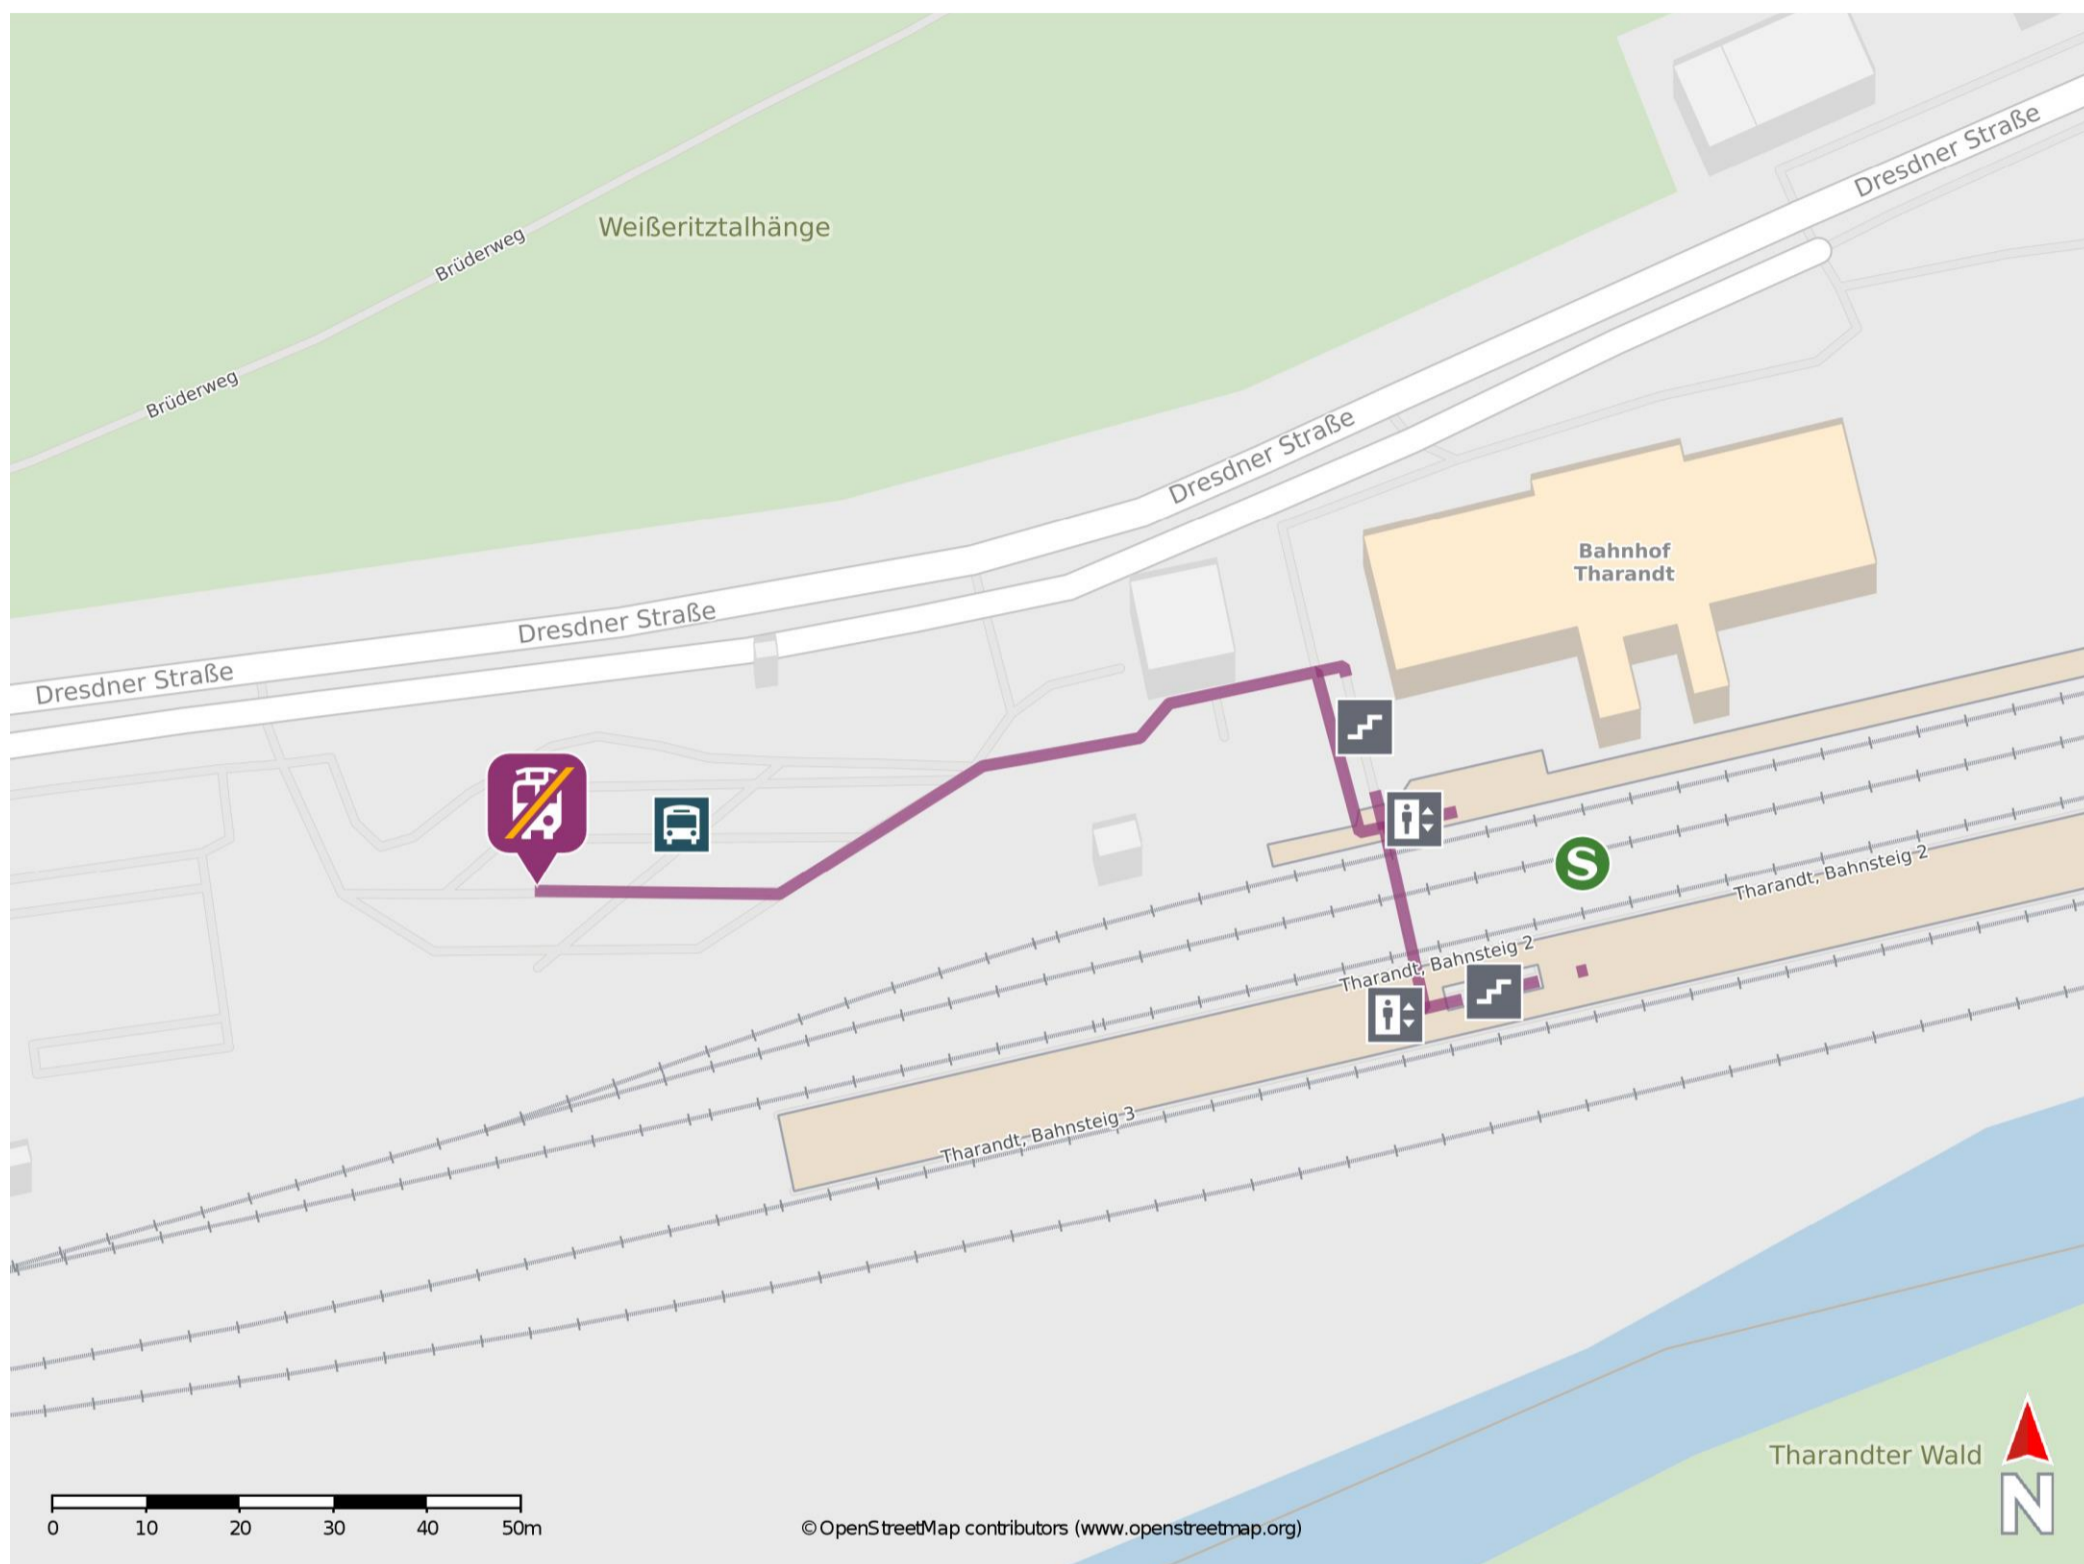 Dresdner Straße
Weißeritztalhänge
Brüderweg
Brüderweg
Dresdner Straße
Bahnhof
Tharandt
Dresdner Straße
Dresdner Straße
S
Tharandt, Bahnsteig 2
Tharandt, Bahnsteig 2
Tharandt, Bahnsteig 3
Tharandter Wald
N
0 10 20 30 40 50m
© OpenStreetMap contributors (www.openstreetmap.org)